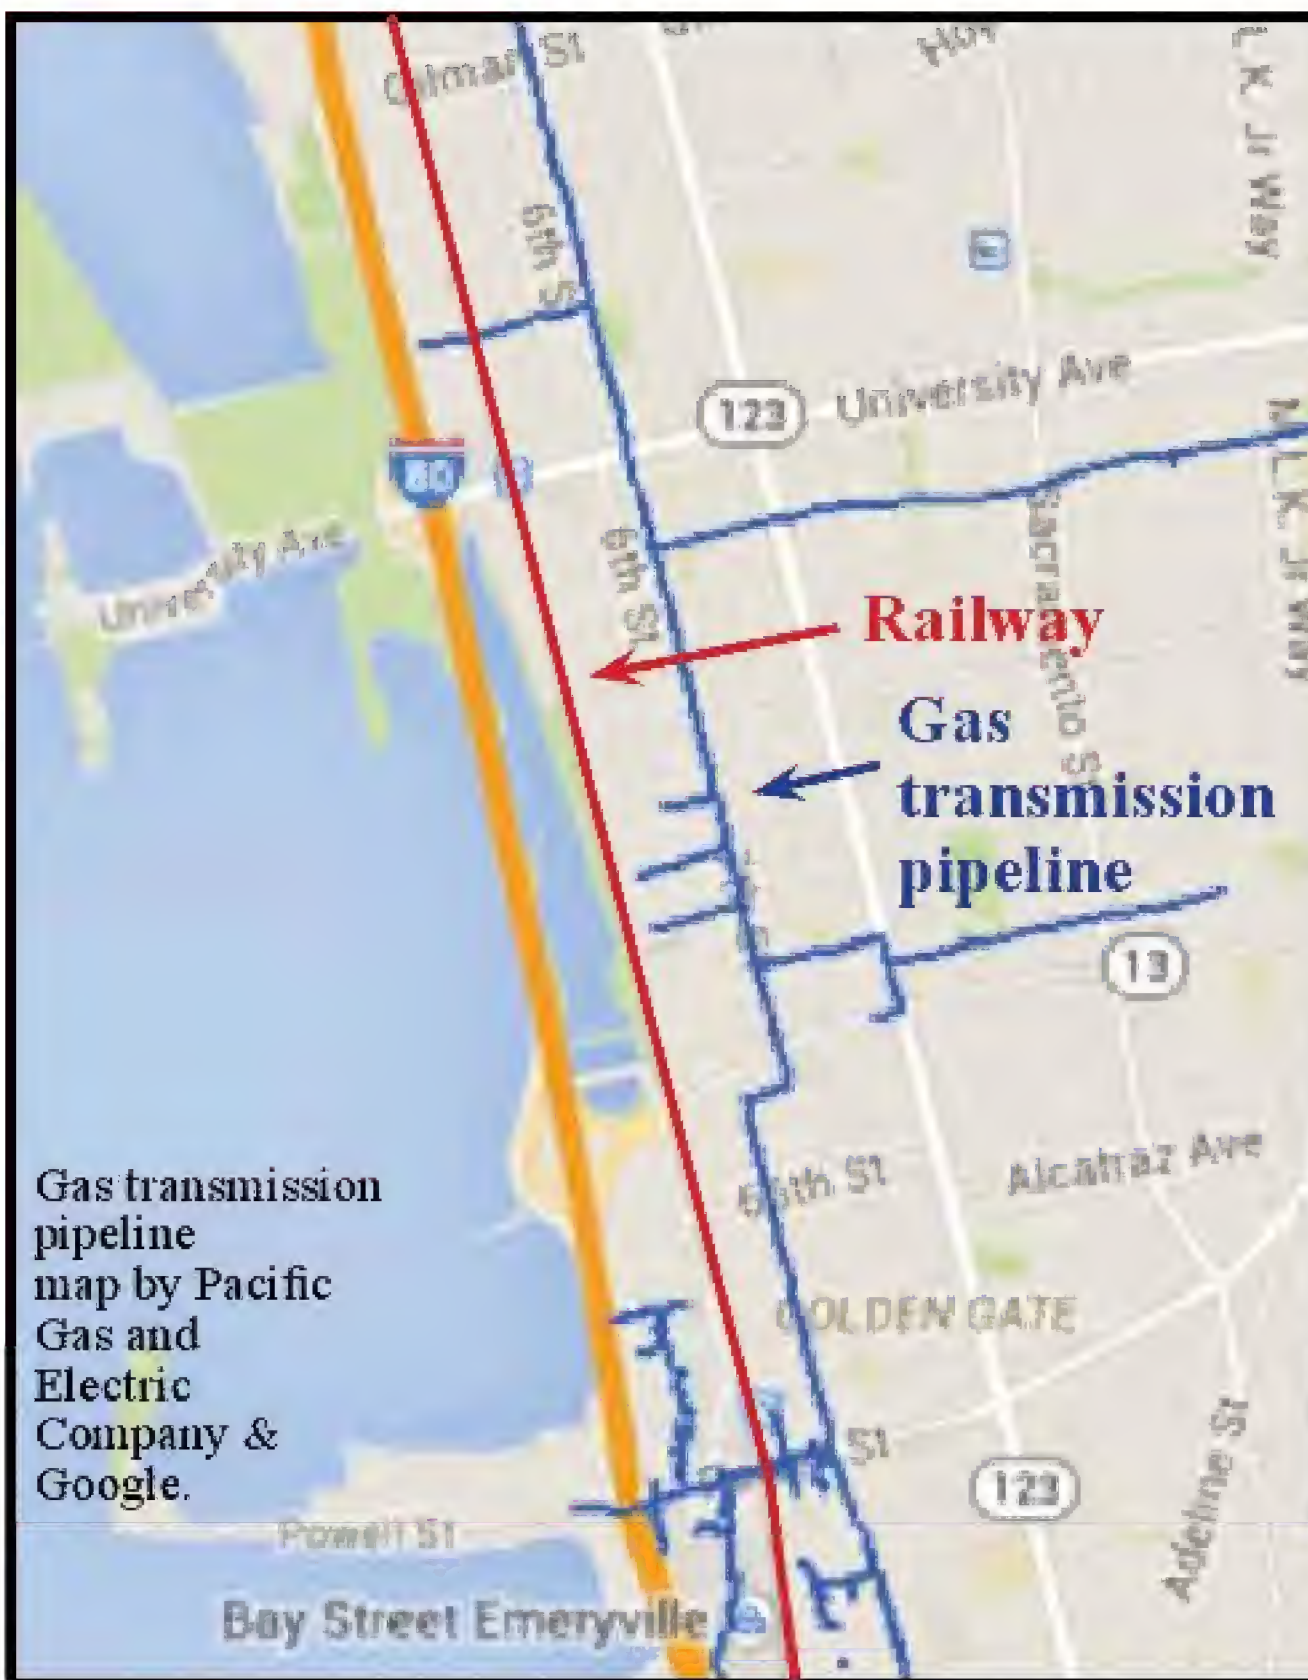 Gilman St
6th St
123
University Ave
80
University Ave
6th St
Railway
Gas
transmission
pipeline
Sacramento St
13
66th St
Alcatraz Ave
GOLDEN GATE
Gas transmission
pipeline
map by Pacific
Gas and
Electric
Company &
Google.
St
123
Adeline St
Powell St
Bay Street Emeryville